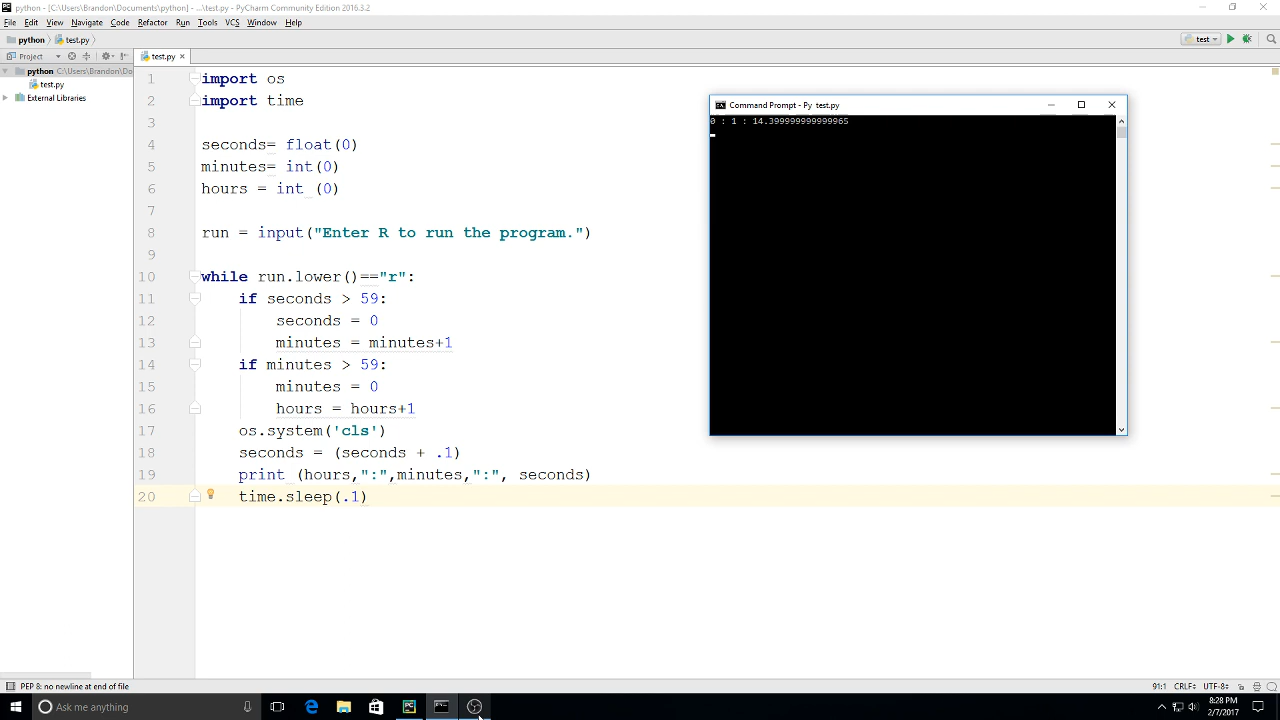 python - [C:\Users\Brandon\Documents\python] - ...\test.py - PyCharm Community Edition 2016.3.2
File Edit View Navigate Code Refactor Run Tools VCS Window Help
python test.py test
Project test.py
python C:\Users\Brandon\Do
test.py
External Libraries
1 import os
2 import time
3
4 seconds= float(0)
5 minutes= int(0)
6 hours = int (0)
7
8 run = input("Enter R to run the program.")
9
10 while run.lower()=="r":
11 if seconds > 59:
12 seconds = 0
13 minutes = minutes+1
14 if minutes > 59:
15 minutes = 0
16 hours = hours+1
17 os.system('cls')
18 seconds = (seconds + .1)
19 print (hours,":",minutes,":", seconds)
20 time.sleep(.1)
Command Prompt - Py test.py
0 : 1 : 14.399999999999965
PEP 8: no newline at end of file
91:1 CRLF÷ UTF-8÷
Ask me anything
8:28 PM
2/7/2017